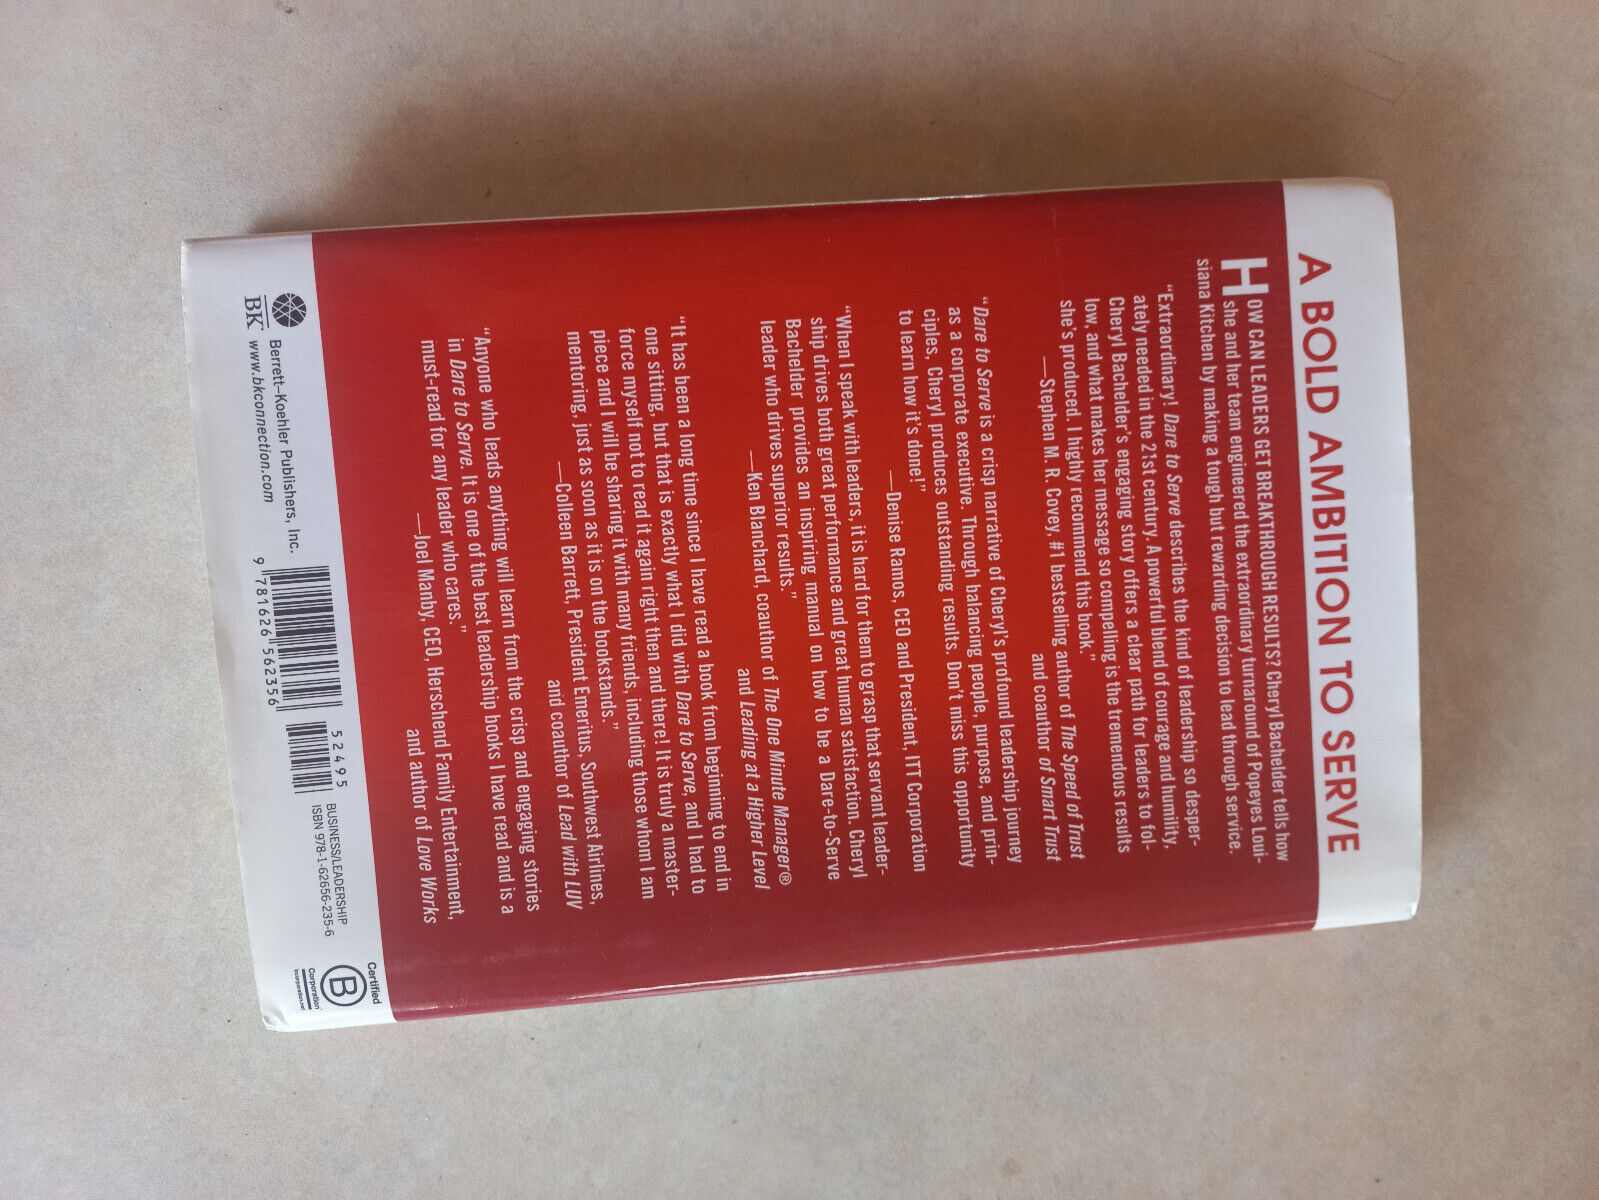 A BOLD AMBITION TO SERVE
HOW CAN LEADERS GET BREAKTHROUGH RESULTS? Cheryl Bachelder tells how
she and her team engineered the extraordinary turnaround of Popeyes Loui-
siana Kitchen by making a tough but rewarding decision to lead through service.
“Extraordinary! Dare to Serve describes the kind of leadership so desper-
ately needed in the 21st century. A powerful blend of courage and humility,
Cheryl Bachelder's engaging story offers a clear path for leaders to fol-
low, and what makes her message so compelling is the tremendous results
she's produced. I highly recommend this book.”
—Stephen M. R. Covey, #1 bestselling author of The Speed of Trust
and coauthor of Smart Trust
“Dare to Serve is a crisp narrative of Cheryl's profound leadership journey
as a corporate executive. Through balancing people, purpose, and prin-
ciples, Cheryl produces outstanding results. Don't miss this opportunity
to learn how it's done!”
—Denise Ramos, CEO and President, ITT Corporation
“When I speak with leaders, it is hard for them to grasp that servant leader-
ship drives both great performance and great human satisfaction. Cheryl
Bachelder provides an inspiring manual on how to be a Dare-to-Serve
leader who drives superior results.”
—Ken Blanchard, coauthor of The One Minute Manager®
and Leading at a Higher Level
“It has been a long time since I have read a book from beginning to end in
one sitting, but that is exactly what I did with Dare to Serve, and I had to
force myself not to read it again right then and there! It is truly a master-
piece and I will be sharing it with many friends, including those whom I am
mentoring, just as soon as it is on the bookstands.”
—Colleen Barrett, President Emeritus, Southwest Airlines,
and coauthor of Lead with LUV
“Anyone who leads anything will learn from the crisp and engaging stories
in Dare to Serve. It is one of the best leadership books I have read and is a
must-read for any leader who cares.”
—Joel Manby, CEO, Herschend Family Entertainment,
and author of Love Works
BK
Berrett–Koehler Publishers, Inc.
www.bkconnection.com
9 781626 562356
52495
BUSINESS/LEADERSHIP
ISBN 978-1-62656-235-6
Certified
B
Corporation
bcorporation.net